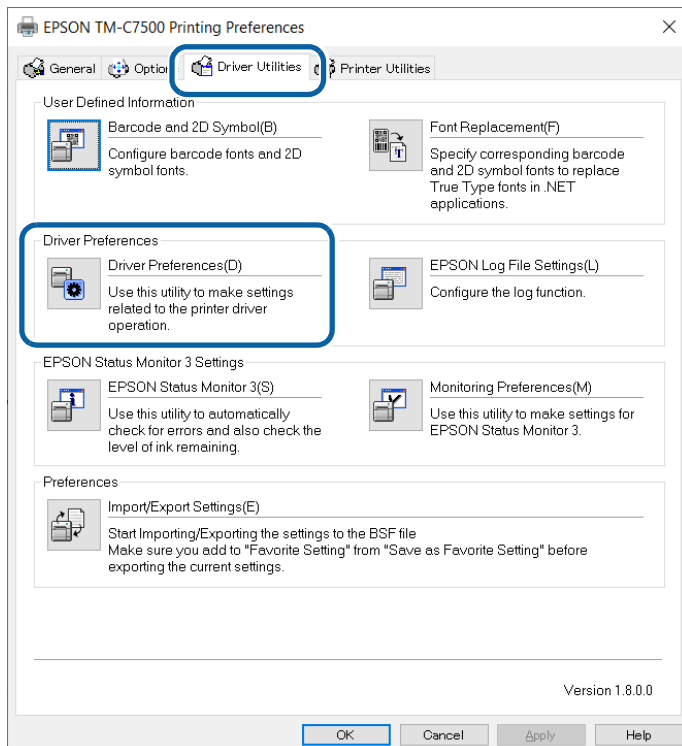 EPSON TM-C7500 Printing Preferences
General
Option
Driver Utilities
Printer Utilities
User Defined Information
Barcode and 2D Symbol(B)
Configure barcode fonts and 2D
symbol fonts.
Font Replacement(F)
Specify corresponding barcode
and 2D symbol fonts to replace
True Type fonts in .NET
applications.
Driver Preferences
Driver Preferences(D)
Use this utility to make settings
related to the printer driver
operation.
EPSON Log File Settings(L)
Configure the log function.
EPSON Status Monitor 3 Settings
EPSON Status Monitor 3(S)
Use this utility to automatically
check for errors and also check the
level of ink remaining.
Monitoring Preferences(M)
Use this utility to make settings for
EPSON Status Monitor 3.
Preferences
Import/Export Settings(E)
Start Importing/Exporting the settings to the BSF file
Make sure you add to "Favorite Setting" from "Save as Favorite Setting" before
exporting the current settings.
Version 1.8.0.0
OK
Cancel
Apply
Help